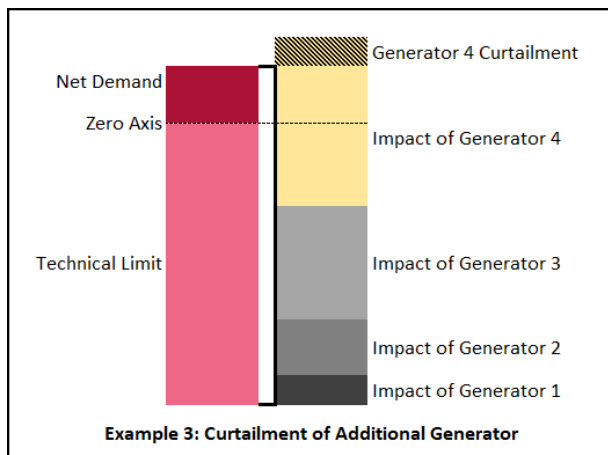 Generator 4 Curtailment
Net Demand
Zero Axis
Impact of Generator 4
Technical Limit
Impact of Generator 3
Impact of Generator 2
Impact of Generator 1
Example 3: Curtailment of Additional Generator